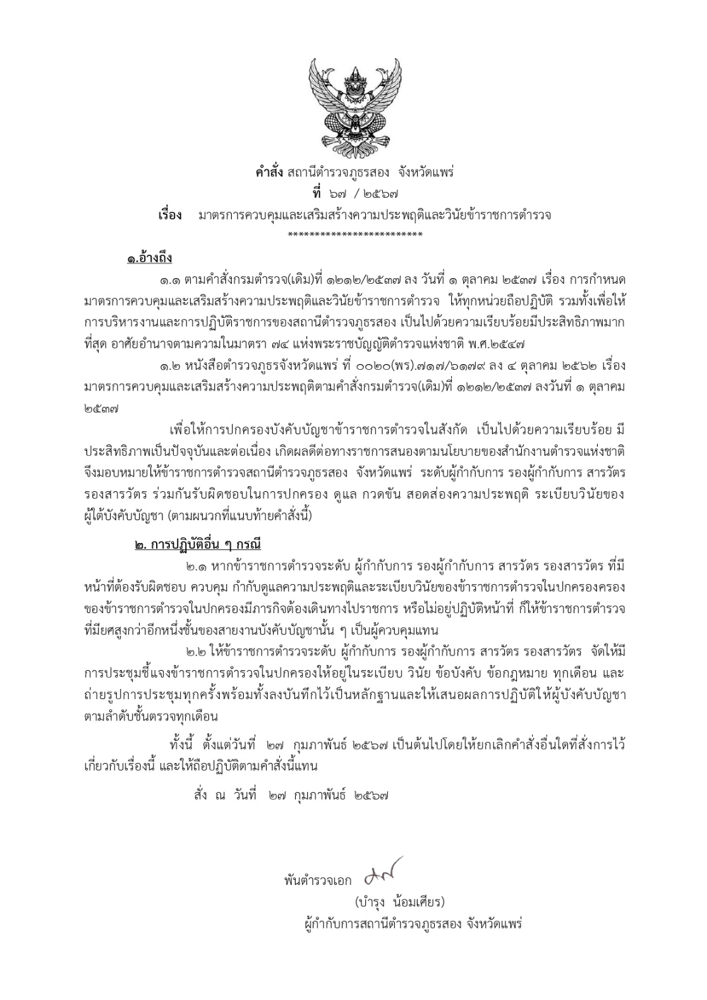 คำสั่ง สถานีตำรวจภูธรสอง จังหวัดแพร่
ที่ ๖๗ / ๒๕๖๗
เรื่อง มาตรการควบคุมและเสริมสร้างความประพฤติและวินัยข้าราชการตำรวจ
*************************
๑.อ้างถึง
๑.๑ ตามคำสั่งกรมตำรวจ(เดิม)ที่ ๑๒๑๒/๒๕๓๗ ลง วันที่ ๑ ตุลาคม ๒๕๓๗ เรื่อง การกำหนด
มาตรการควบคุมและเสริมสร้างความประพฤติและวินัยข้าราชการตำรวจ ให้ทุกหน่วยถือปฏิบัติ รวมทั้งเพื่อให้
การบริหารงานและการปฏิบัติราชการของสถานีตำรวจภูธรสอง เป็นไปด้วยความเรียบร้อยมีประสิทธิภาพมาก
ที่สุด อาศัยอำนาจตามความในมาตรา ๗๔ แห่งพระราชบัญญัติตำรวจแห่งชาติ พ.ศ.๒๕๔๗
๑.๒ หนังสือตำรวจภูธรจังหวัดแพร่ ที่ ๐๐๒๐(พร).๗๑๗/๖๑๗๙ ลง ๔ ตุลาคม ๒๕๖๒ เรื่อง
มาตรการควบคุมและเสริมสร้างความประพฤติตามคำสั่งกรมตำรวจ(เดิม)ที่ ๑๒๑๒/๒๕๓๗ ลงวันที่ ๑ ตุลาคม
๒๕๓๗
เพื่อให้การปกครองบังคับบัญชาข้าราชการตำรวจในสังกัด เป็นไปด้วยความเรียบร้อย มี
ประสิทธิภาพเป็นปัจจุบันและต่อเนื่อง เกิดผลดีต่อทางราชการสนองตามนโยบายของสำนักงานตำรวจแห่งชาติ
จึงมอบหมายให้ข้าราชการตำรวจสถานีตำรวจภูธรสอง จังหวัดแพร่ ระดับผู้กำกับการ รองผู้กำกับการ สารวัตร
รองสารวัตร ร่วมกันรับผิดชอบในการปกครอง ดูแล กวดขัน สอดส่องความประพฤติ ระเบียบวินัยของ
ผู้ใต้บังคับบัญชา (ตามผนวกที่แนบท้ายคำสั่งนี้)
๒. การปฏิบัติอื่น ๆ กรณี
๒.๑ หากข้าราชการตำรวจระดับ ผู้กำกับการ รองผู้กำกับการ สารวัตร รองสารวัตร ที่มี
หน้าที่ต้องรับผิดชอบ ควบคุม กำกับดูแลความประพฤติและระเบียบวินัยของข้าราชการตำรวจในปกครองครอง
ของข้าราชการตำรวจในปกครองมีภารกิจต้องเดินทางไปราชการ หรือไม่อยู่ปฏิบัติหน้าที่ ก็ให้ข้าราชการตำรวจ
ที่มียศสูงกว่าอีกหนึ่งชั้นของสายงานบังคับบัญชานั้น ๆ เป็นผู้ควบคุมแทน
๒.๒ ให้ข้าราชการตำรวจระดับ ผู้กำกับการ รองผู้กำกับการ สารวัตร รองสารวัตร จัดให้มี
การประชุมชี้แจงข้าราชการตำรวจในปกครองให้อยู่ในระเบียบ วินัย ข้อบังคับ ข้อกฎหมาย ทุกเดือน และ
ถ่ายรูปการประชุมทุกครั้งพร้อมทั้งลงบันทึกไว้เป็นหลักฐานและให้เสนอผลการปฏิบัติให้ผู้บังคับบัญชา
ตามลำดับชั้นตรวจทุกเดือน
ทั้งนี้ ตั้งแต่วันที่ ๒๗ กุมภาพันธ์ ๒๕๖๗ เป็นต้นไปโดยให้ยกเลิกคำสั่งอื่นใดที่สั่งการไว้
เกี่ยวกับเรื่องนี้ และให้ถือปฏิบัติตามคำสั่งนี้แทน
สั่ง ณ วันที่ ๒๗ กุมภาพันธ์ ๒๕๖๗
พันตำรวจเอก
(บำรุง น้อมเศียร)
ผู้กำกับการสถานีตำรวจภูธรสอง จังหวัดแพร่